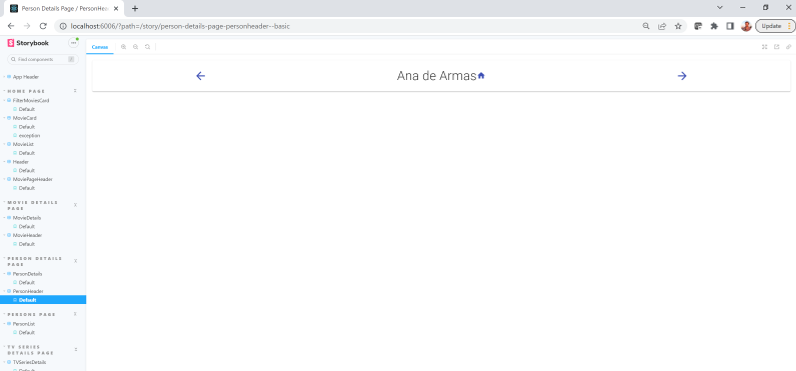 Person Details Page / PersonHea
localhost:6006/?path=/story/person-details-page-personheader--basic
Update
Storybook
Canvas
Find components
/
App Header
HOME PAGE
FilterMoviesCard
Default
MovieCard
Default
exception
MovieList
Default
Header
Default
MoviePageHeader
Default
MOVIE DETAILS
PAGE
MovieDetails
Default
MovieHeader
Default
PERSON DETAILS
PAGE
PersonDetails
Default
PersonHeader
Default
PERSONS PAGE
PersonList
Default
TV SERIES
DETAILS PAGE
TVSeriesDetails
Default
Ana de Armas